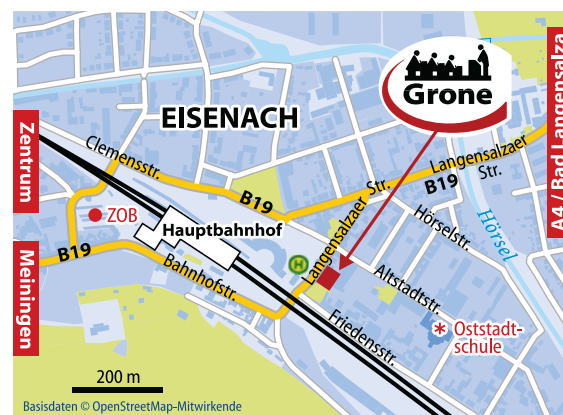 EISENACH
Grone
A4 / Bad Langensalza
Zentrum
Clemensstr.
B19
Langensalzaer
Str.
B19
Langensalzaer
Str.
Hörselstr.
Hörsel
ZOB
Hauptbahnhof
H
B19
Meiningen
Bahnhofstr.
Altstadtstr.
Friedensstr.
* Oststadt-
schule
200 m
Basisdaten © OpenStreetMap-Mitwirkende